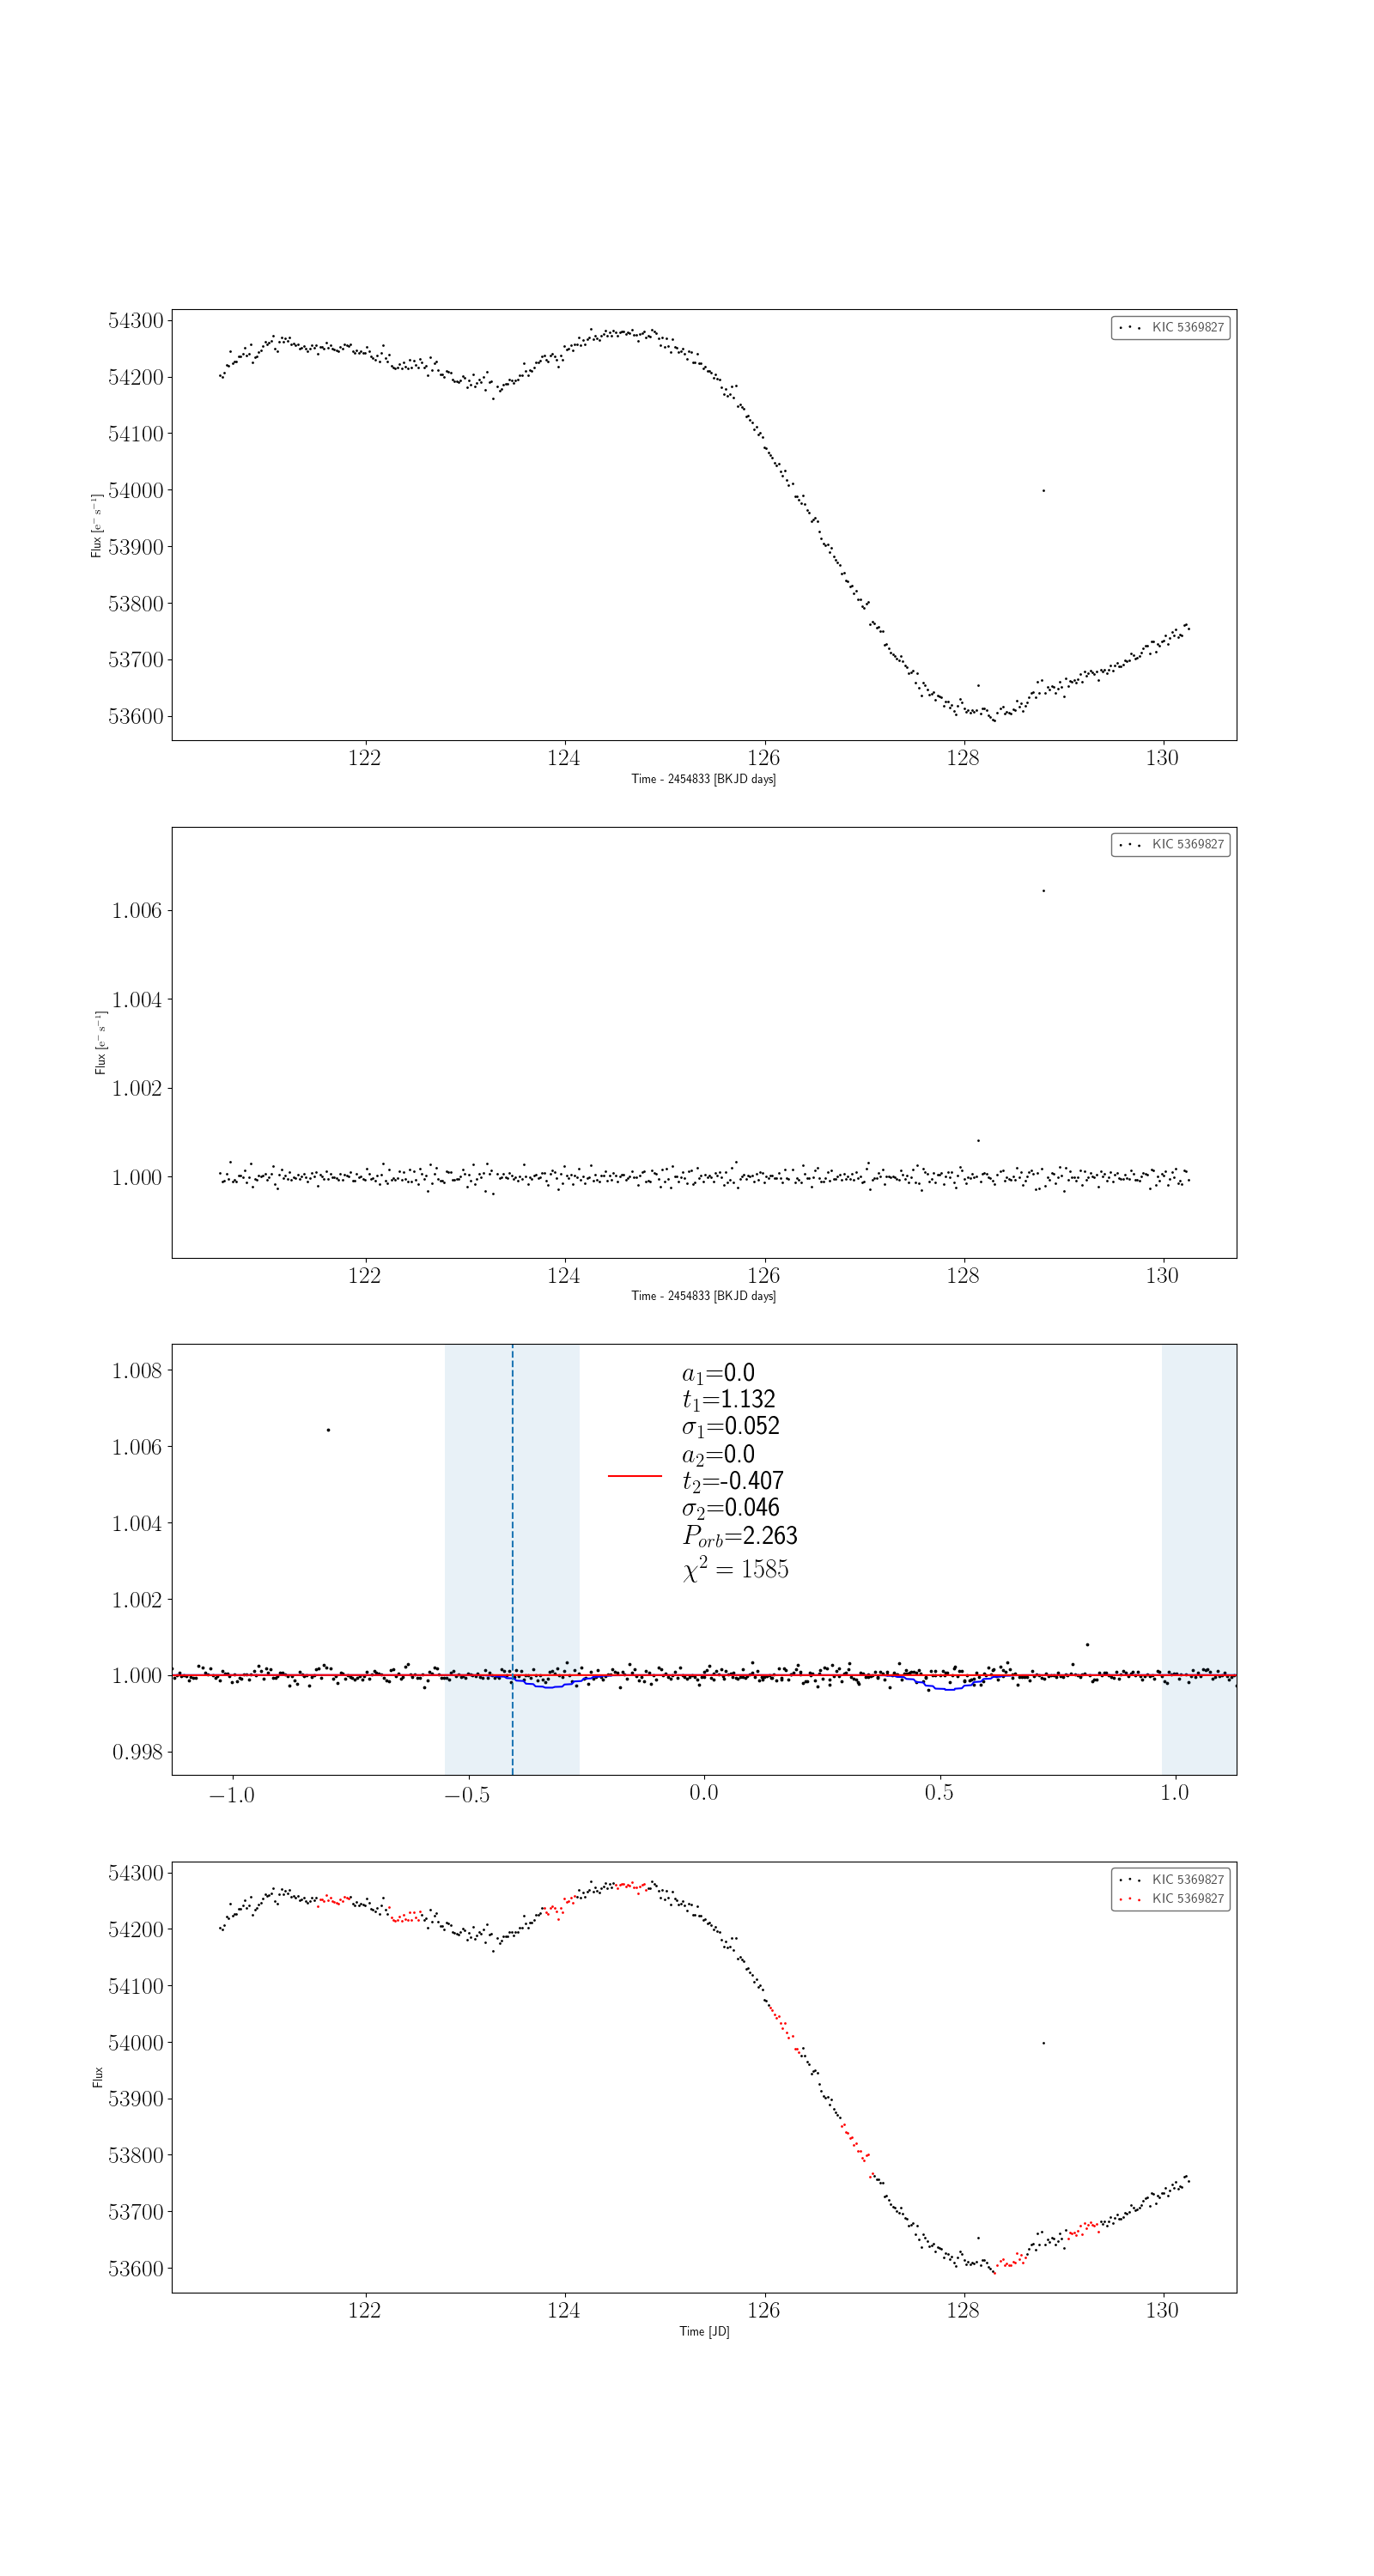 KIC 5369827
54300
54200
54100
54000
53900
53800
53700
53600
Flux [e⁻ s⁻¹]
122 124 126 128 130
Time - 2454833 [BKJD days]
KIC 5369827
1.006
1.004
1.002
1.000
Flux [e⁻ s⁻¹]
122 124 126 128 130
Time - 2454833 [BKJD days]
1.008
1.006
1.004
1.002
1.000
0.998
a₁=0.0
t₁=1.132
σ₁=0.052
a₂=0.0
t₂=-0.407
σ₂=0.046
P_orb=2.263
χ² = 1585
−1.0 −0.5 0.0 0.5 1.0
KIC 5369827
KIC 5369827
54300
54200
54100
54000
53900
53800
53700
53600
Flux
122 124 126 128 130
Time [JD]